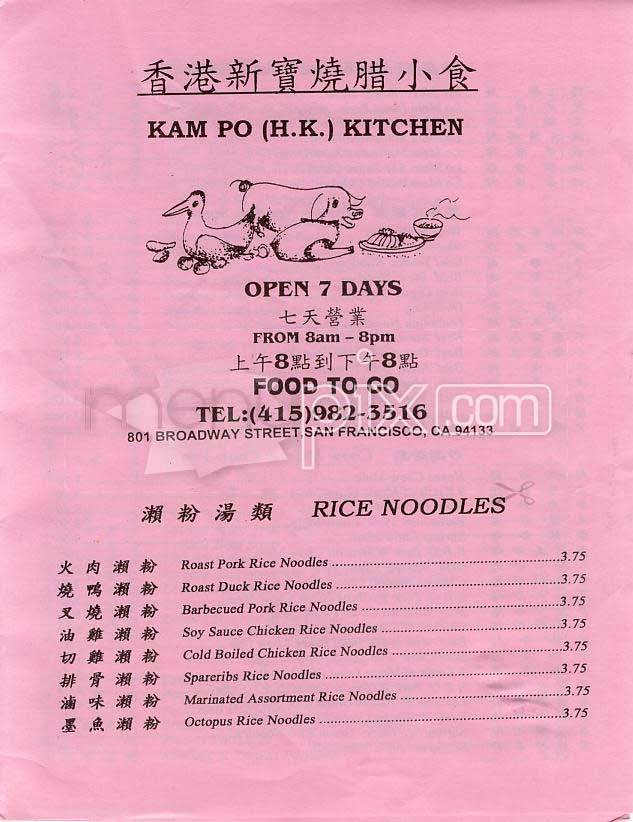 香港新寶燒腊小食
KAM PO (H.K.) KITCHEN
OPEN 7 DAYS
七天營業
FROM 8am – 8pm
上午8點到下午8點
FOOD TO GO
TEL:(415)982-3516
801 BROADWAY STREET,SAN FRANCISCO, CA 94133
menupix.com
瀨粉湯類 RICE NOODLES
火肉瀨粉 Roast Pork Rice Noodles 3.75
燒鴨瀨粉 Roast Duck Rice Noodles 3.75
叉燒瀨粉 Barbecued Pork Rice Noodles 3.75
油雞瀨粉 Soy Sauce Chicken Rice Noodles 3.75
切雞瀨粉 Cold Boiled Chicken Rice Noodles 3.75
排骨瀨粉 Spareribs Rice Noodles 3.75
滷味瀨粉 Marinated Assortment Rice Noodles 3.75
墨魚瀨粉 Octopus Rice Noodles 3.75